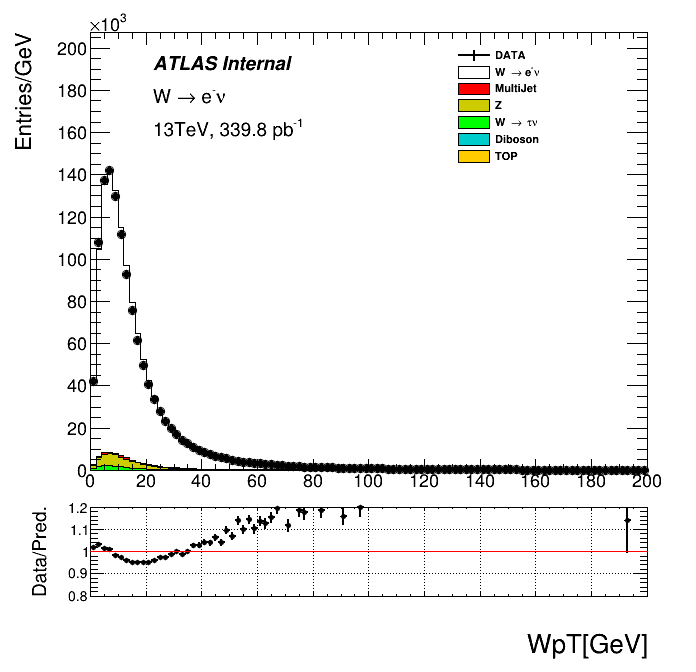 ×10³
Entries/GeV
200
180
160
140
120
100
80
60
40
20
0
ATLAS Internal
W → e⁻ν
13TeV, 339.8 pb⁻¹
DATA
W → e⁻ν
MultiJet
Z
W → τν
Diboson
TOP
0 20 40 60 80 100 120 140 160 180 200
Data/Pred.
1.2
1.1
1
0.9
0.8
WpT[GeV]